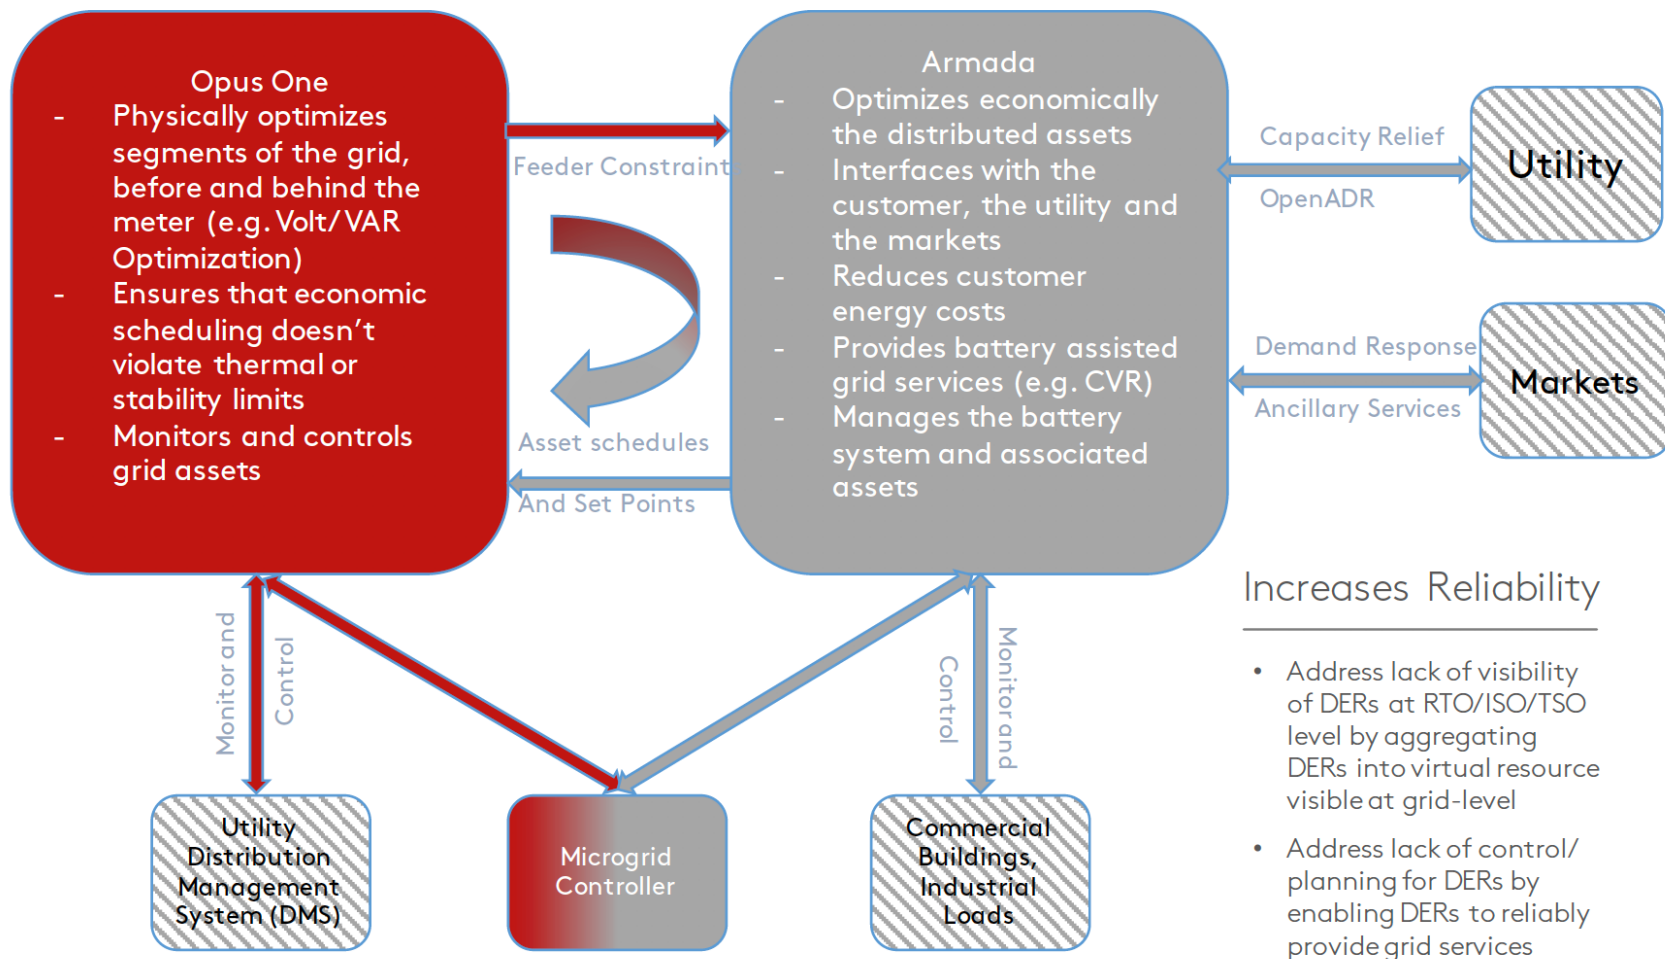 Opus One
- Physically optimizes
segments of the grid,
before and behind the
meter (e.g. Volt/VAR
Optimization)
- Ensures that economic
scheduling doesn’t
violate thermal or
stability limits
- Monitors and controls
grid assets
Feeder Constraint
Asset schedules
And Set Points
Armada
- Optimizes economically
the distributed assets
- Interfaces with the
customer, the utility and
the markets
- Reduces customer
energy costs
- Provides battery assisted
grid services (e.g. CVR)
- Manages the battery
system and associated
assets
Capacity Relief
OpenADR
Utility
Demand Response
Ancillary Services
Markets
Monitor and
Control
Monitor and
Control
Utility
Distribution
Management
System (DMS)
Microgrid
Controller
Commercial
Buildings,
Industrial
Loads
Increases Reliability
• Address lack of visibility
of DERs at RTO/ISO/TSO
level by aggregating
DERs into virtual resource
visible at grid-level
• Address lack of control/
planning for DERs by
enabling DERs to reliably
provide grid services